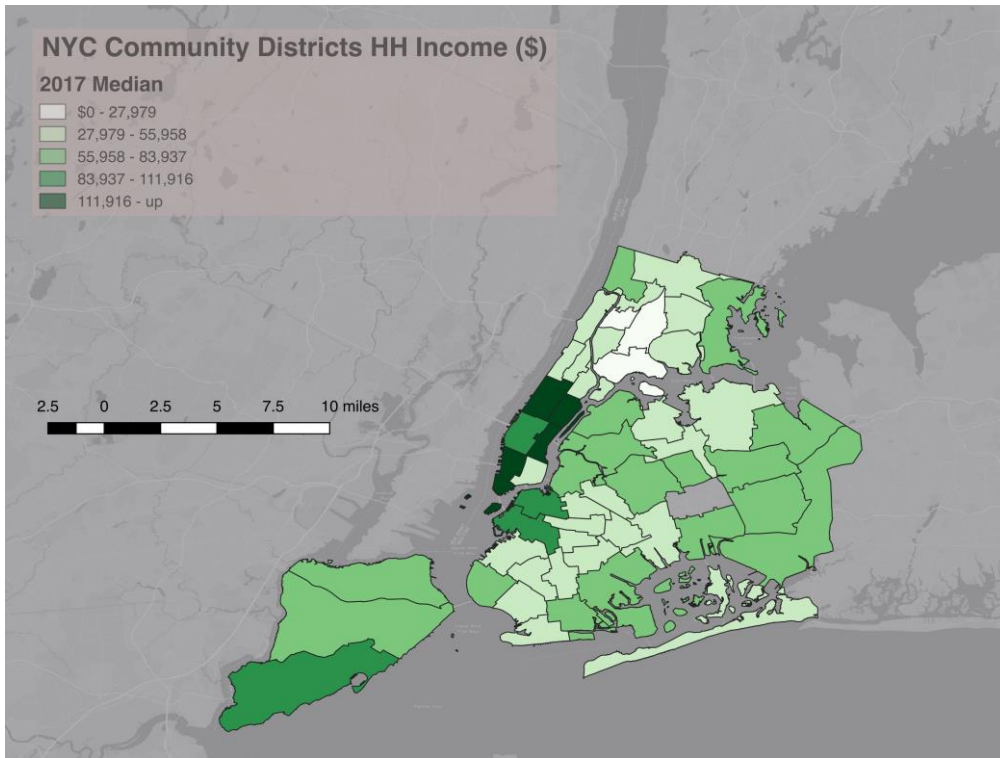 NYC Community Districts HH Income ($)
2017 Median
$0 - 27,979
27,979 - 55,958
55,958 - 83,937
83,937 - 111,916
111,916 - up
2.5 0 2.5 5 7.5 10 miles